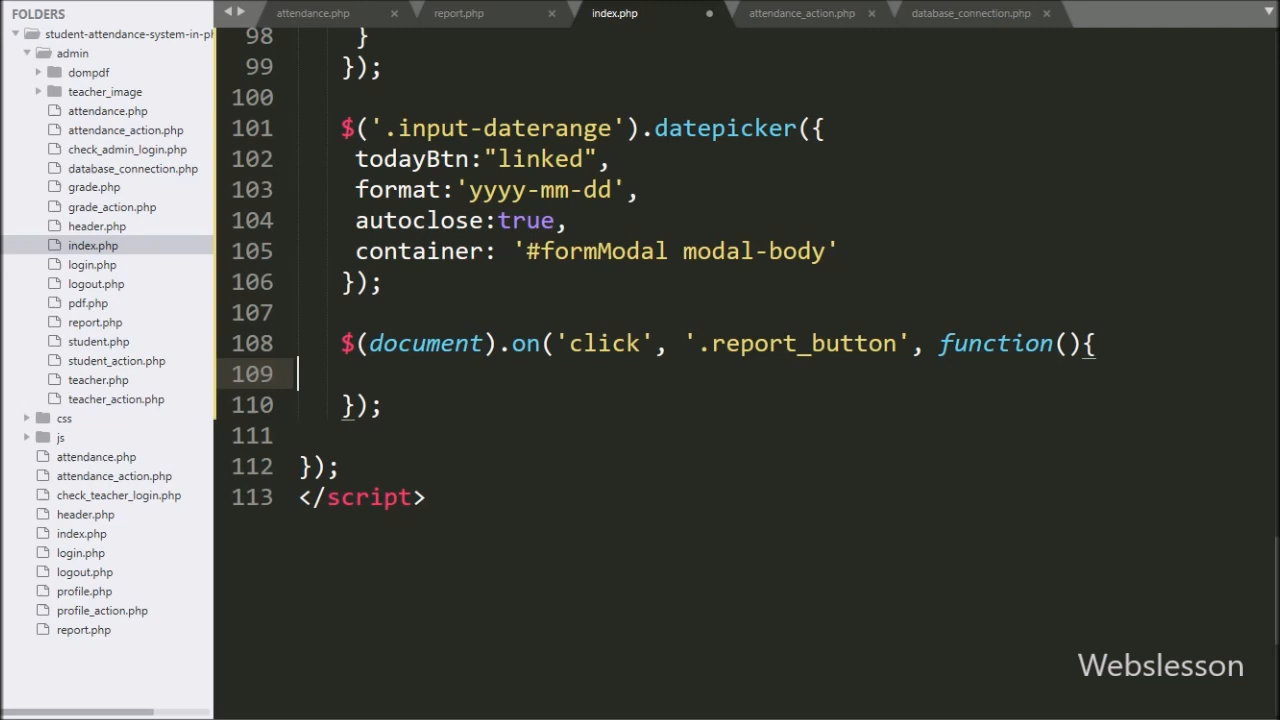 FOLDERS
student-attendance-system-in-ph
admin
dompdf
teacher_image
attendance.php
attendance_action.php
check_admin_login.php
database_connection.php
grade.php
grade_action.php
header.php
index.php
login.php
logout.php
pdf.php
report.php
student.php
student_action.php
teacher.php
teacher_action.php
css
js
attendance.php
attendance_action.php
check_teacher_login.php
header.php
index.php
login.php
logout.php
profile.php
profile_action.php
report.php
attendance.php × report.php × index.php attendance_action.php × database_connection.php ×
98 }
99 });
100
101 $('.input-daterange').datepicker({
102 todayBtn:"linked",
103 format:'yyyy-mm-dd',
104 autoclose:true,
105 container: '#formModal modal-body'
106 });
107
108 $(document).on('click', '.report_button', function(){
109
110 });
111
112 });
113 </script>
Webslesson